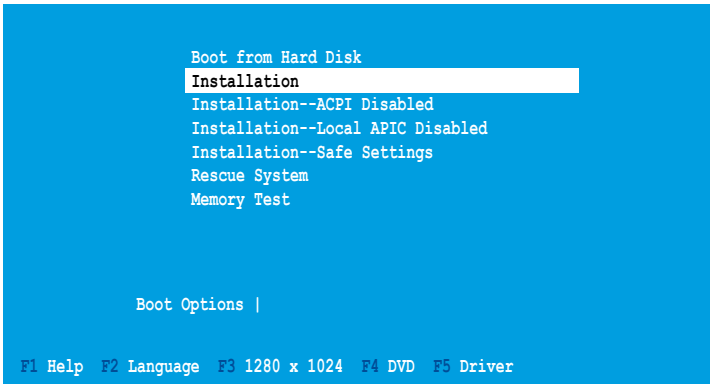 Boot from Hard Disk
Installation
Installation--ACPI Disabled
Installation--Local APIC Disabled
Installation--Safe Settings
Rescue System
Memory Test
Boot Options |
F1 Help F2 Language F3 1280 x 1024 F4 DVD F5 Driver